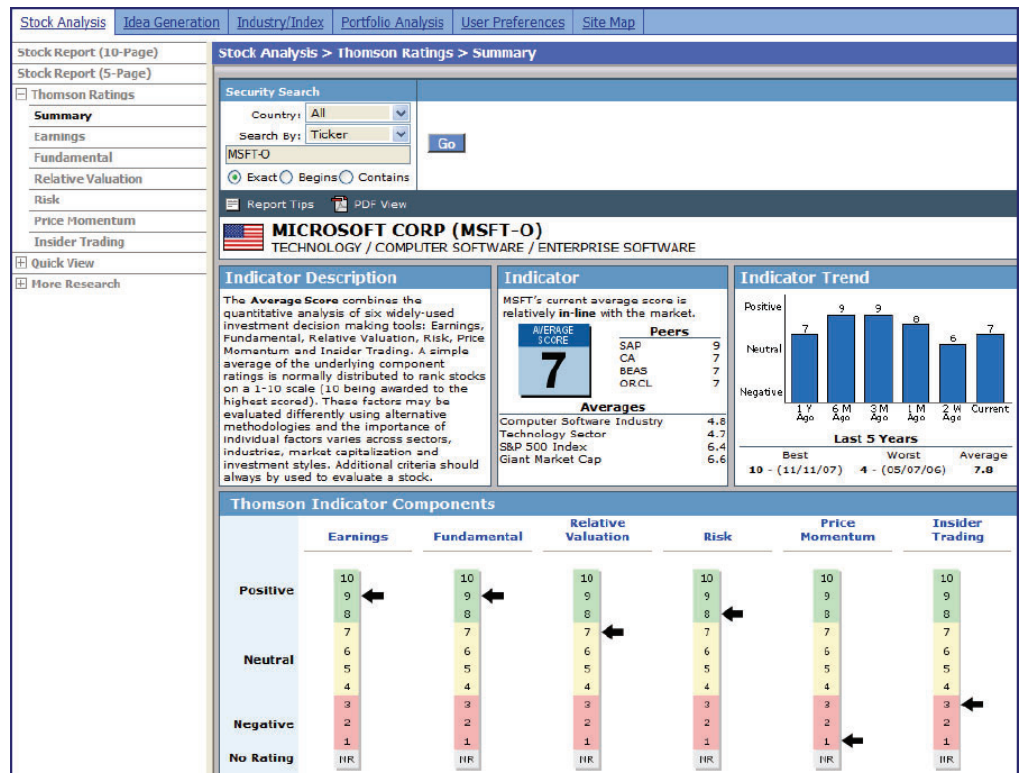 Stock Analysis Idea Generation Industry/Index Portfolio Analysis User Preferences Site Map
Stock Report (10-Page)
Stock Report (5-Page)
Thomson Ratings
Summary
Earnings
Fundamental
Relative Valuation
Risk
Price Momentum
Insider Trading
Quick View
More Research
Stock Analysis > Thomson Ratings > Summary
Security Search
Country: All
Search By: Ticker
MSFT-O
Go
Exact Begins Contains
Report Tips PDF View
MICROSOFT CORP (MSFT-O)
TECHNOLOGY / COMPUTER SOFTWARE / ENTERPRISE SOFTWARE
Indicator Description
The Average Score combines the
quantitative analysis of six widely-used
investment decision making tools: Earnings,
Fundamental, Relative Valuation, Risk, Price
Momentum and Insider Trading. A simple
average of the underlying component
ratings is normally distributed to rank stocks
on a 1-10 scale (10 being awarded to the
highest scored). These factors may be
evaluated differently using alternative
methodologies and the importance of
individual factors varies across sectors,
industries, market capitalization and
investment styles. Additional criteria should
always by used to evaluate a stock.
Indicator
MSFT's current average score is
relatively in-line with the market.
AVERAGE
SCORE
7
Peers
SAP 9
CA 7
BEAS 7
ORCL 7
Averages
Computer Software Industry 4.8
Technology Sector 4.7
S&P 500 Index 6.4
Giant Market Cap 6.6
Indicator Trend
Positive
Neutral
Negative
7 9 9 8 6 7
1 Y Ago 6 M Ago 3 M Ago 1 M Ago 2 W Ago Current
Last 5 Years
Best Worst Average
10 - (11/11/07) 4 - (05/07/06) 7.8
Thomson Indicator Components
Earnings Fundamental Relative Valuation Risk Price Momentum Insider Trading
10 10 10 10 10 10
Positive 9 9 9 9 9 9
8 8 8 8 8 8
7 7 7 7 7 7
Neutral 6 6 6 6 6 6
5 5 5 5 5 5
4 4 4 4 4 4
3 3 3 3 3 3
Negative 2 2 2 2 2 2
1 1 1 1 1 1
No Rating NR NR NR NR NR NR